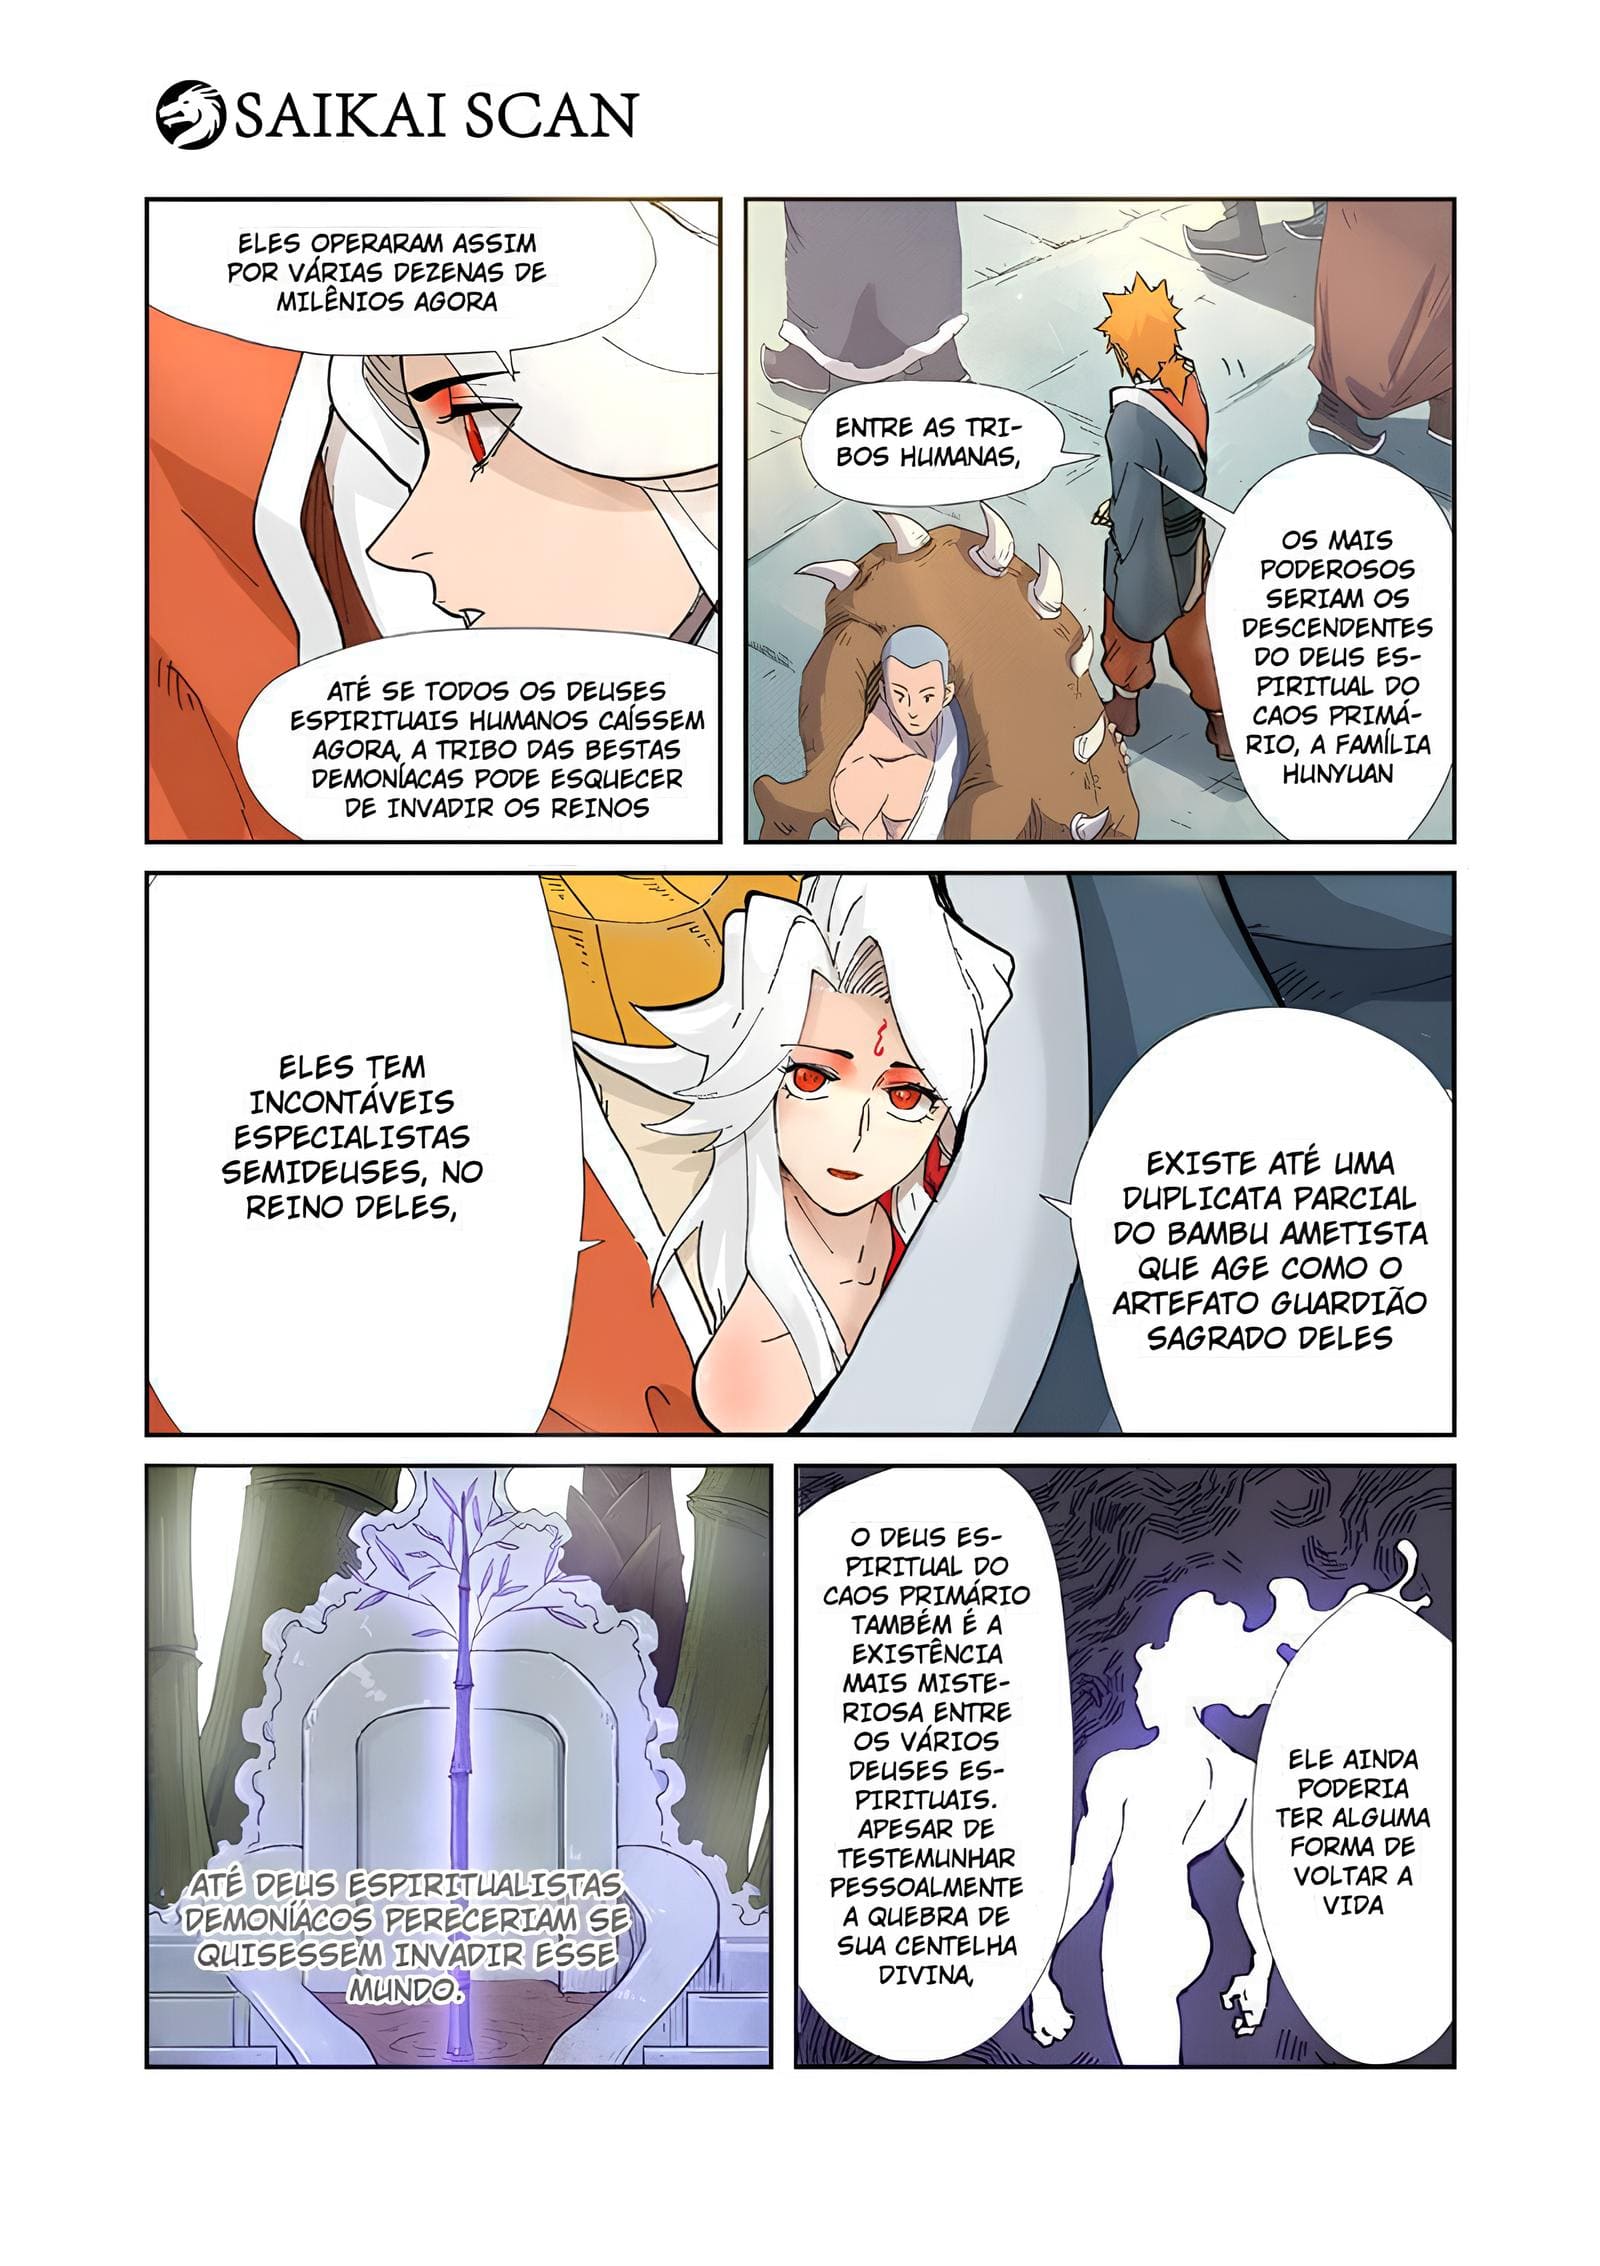 SAIKAI SCAN
ELES OPERARAM ASSIM
POR VÁRIAS DEZENAS DE
MILÊNIOS AGORA
ATÉ SE TODOS OS DEUSES
ESPIRITUAIS HUMANOS CAÍSSEM
AGORA, A TRIBO DAS BESTAS
DEMONÍACAS PODE ESQUECER
DE INVADIR OS REINOS
ENTRE AS TRI-
BOS HUMANAS,
OS MAIS
PODEROSOS
SERIAM OS
DESCENDENTES
DO DEUS ES-
PIRITUAL DO
CAOS PRIMÁ-
RIO, A FAMÍLIA
HUNYUAN
ELES TEM
INCONTÁVEIS
ESPECIALISTAS
SEMIDEUSES, NO
REINO DELES,
EXISTE ATÉ UMA
DUPLICATA PARCIAL
DO BAMBU AMETISTA
QUE AGE COMO O
ARTEFATO GUARDIÃO
SAGRADO DELES
ATÉ DEUS ESPIRITUALISTAS
DEMONÍACOS PERECERIAM SE
QUISESSEM INVADIR ESSE
MUNDO.
O DEUS ES-
PIRITUAL DO
CAOS PRIMÁRIO
TAMBÉM É A
EXISTÊNCIA
MAIS MISTE-
RIOSA ENTRE
OS VÁRIOS
DEUSES ES-
PIRITUAIS.
APESAR DE
TESTEMUNHAR
PESSOALMENTE
A QUEBRA DE
SUA CENTELHA
DIVINA,
ELE AINDA
PODERIA
TER ALGUMA
FORMA DE
VOLTAR A
VIDA